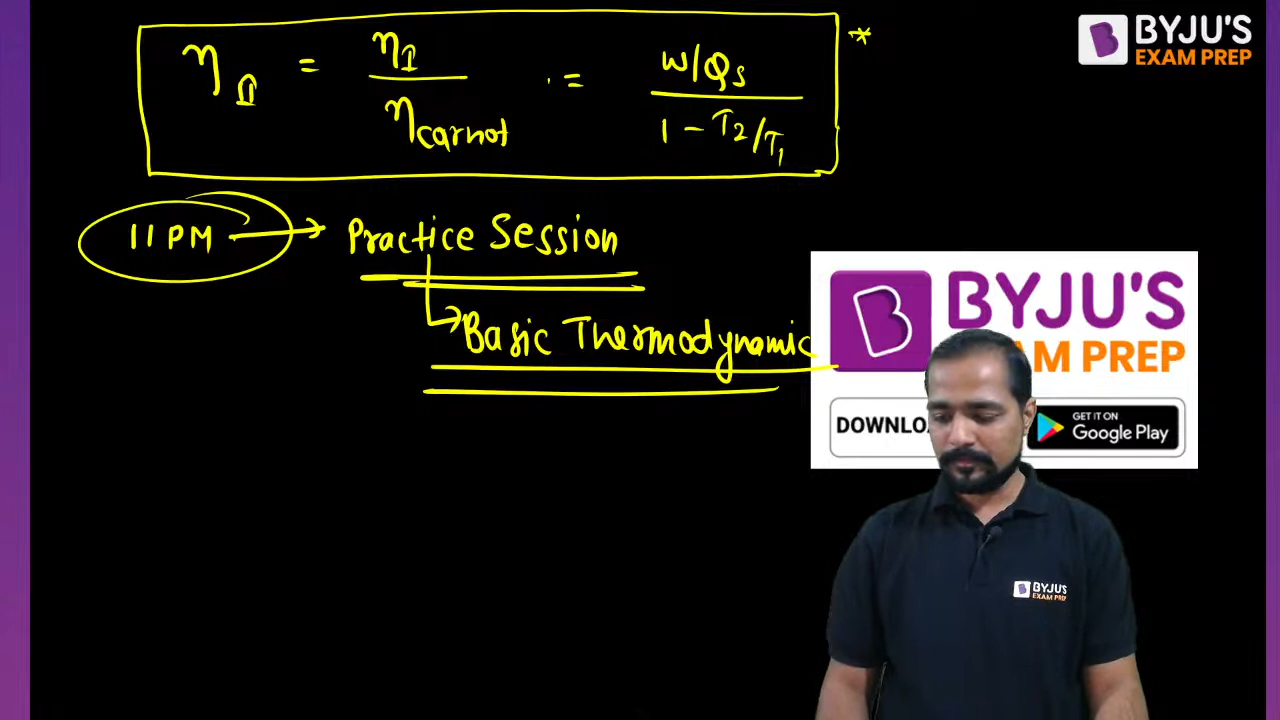 η_II = η_I / η_carnot = (W/Q_s) / (1 - T_2/T_1) *
BYJU'S
EXAM PREP
11 PM → Practice Session
↳ Basic Thermodynamic
BYJU'S
AM PREP
DOWNLO
GET IT ON
Google Play
BYJU'S
EXAM PREP